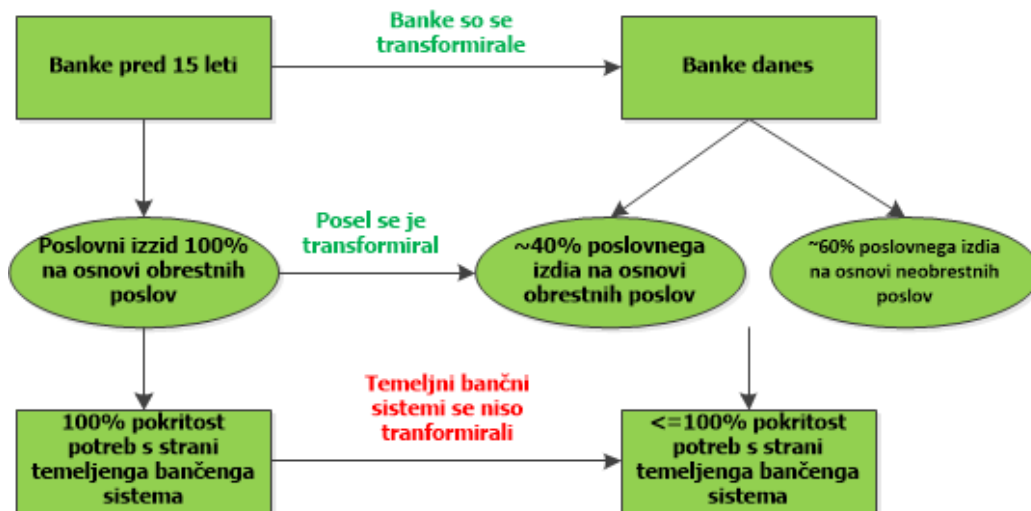 Banke pred 15 leti
Banke so se
transformirale
Banke danes
Poslovni izzid 100%
na osnovi obrestnih
poslov
Posel se je
transformiral
~40% poslovnega
izdia na osnovi
obrestnih poslov
~60% poslovnega izdia
na osnovi neobrestnih
poslov
100% pokritost
potreb s strani
temeljenga bančenga
sistema
Temeljni bančni
sistemi se niso
tranformirali
<=100% pokritost
potreb s strani
temeljenga bančenga
sistema